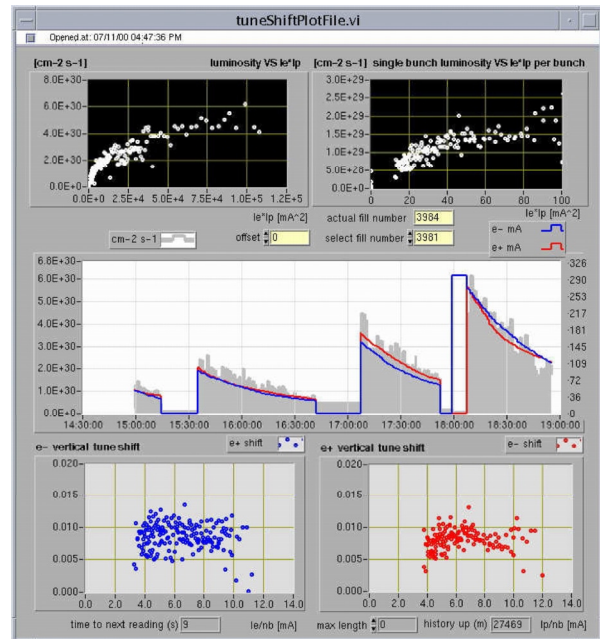 tuneShiftPlotFile.vi
Opened at: 07/11/00 04:47:36 PM
[cm-2 s-1] luminosity VS Ie*Ip
8.0E+30
6.0E+30
4.0E+30
2.0E+30
0.0E+0
0.0E+0 2.5E+4 5.0E+4 7.5E+4 1.0E+5 1.2E+5
Ie*Ip [mA^2]
[cm-2 s-1] single bunch luminosity VS Ie*Ip per bunch
3.0E+29
2.5E+29
2.0E+29
1.5E+29
1.0E+29
5.0E+28
0.0E+0
0 20 40 60 80 100
Ie*Ip [mA^2]
cm-2 s-1
offset 0
actual fill number 3984
select fill number 3981
e- mA
e+ mA
6.0E+30
5.0E+30
4.0E+30
3.0E+30
2.0E+30
1.0E+30
0.0E+0
326
290
253
217
181
145
109
72
36
0
14:30:00 15:00:00 15:30:00 16:00:00 16:30:00 17:00:00 17:30:00 18:00:00 18:30:00 19:00:00
e- vertical tune shift
e+ shift
0.020
0.015
0.010
0.005
0.000
0.0 2.0 4.0 6.0 8.0 10.0 12.0 14.0
time to next reading (s) 9
Ie/nb [mA]
e+ vertical tune shift
e- shift
0.020
0.015
0.010
0.005
0.000
0.0 2.0 4.0 6.0 8.0 10.0 12.0 14.0
max length 0
history up (m) 27469
Ip/nb [mA]